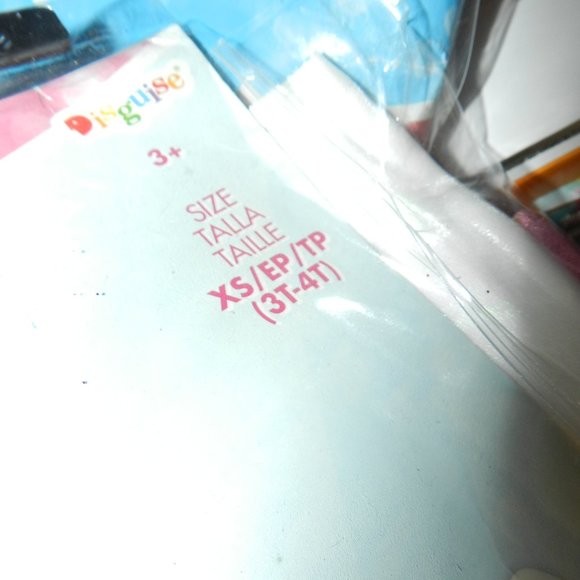 Disguise®
3+
SIZE
TALLA
TAILLE
XS/EP/TP
(3T-4T)